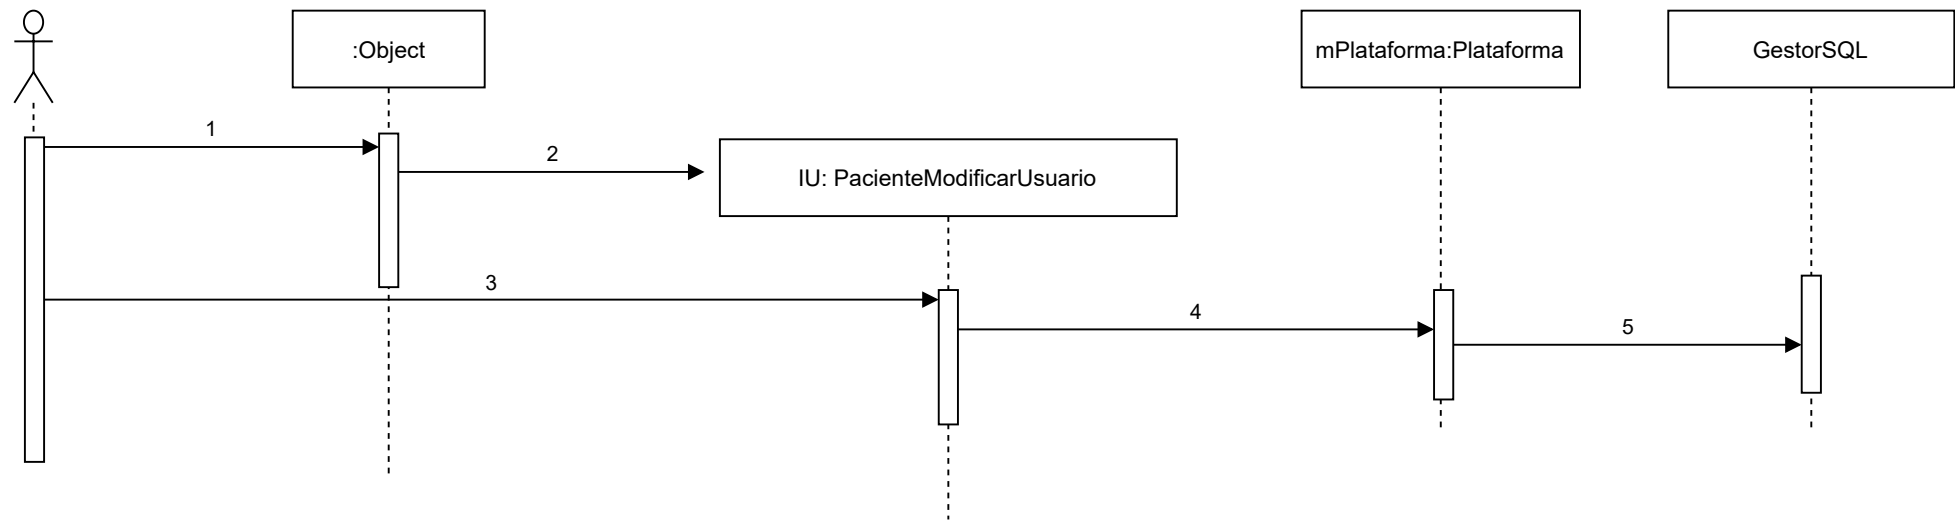 :Object
mPlataforma:Plataforma
GestorSQL
1
2
IU: PacienteModificarUsuario
3
4
5